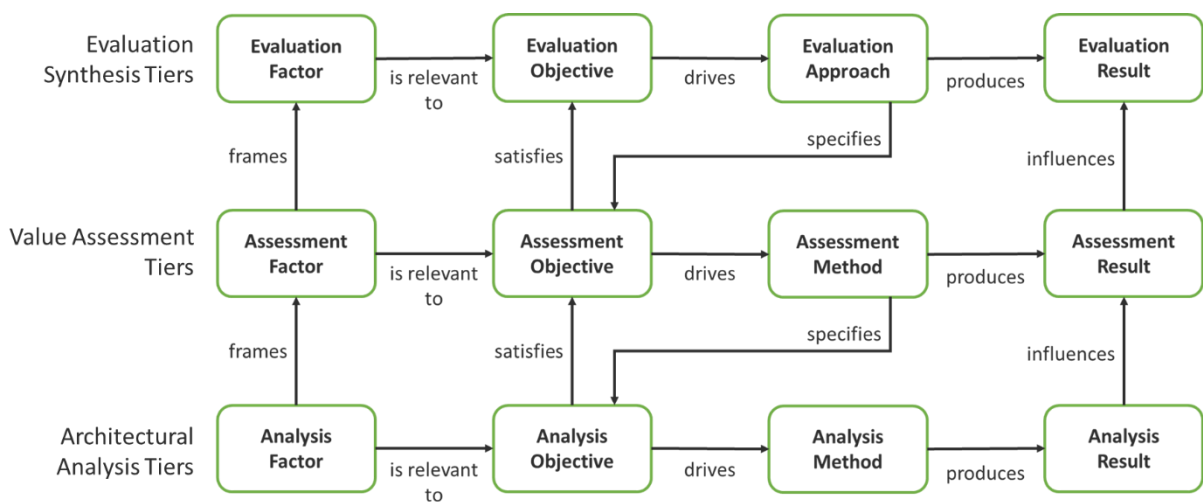 Evaluation
Synthesis Tiers
Evaluation
Factor
is relevant
to
Evaluation
Objective
drives
Evaluation
Approach
produces
Evaluation
Result
frames
satisfies
specifies
influences
Value Assessment
Tiers
Assessment
Factor
is relevant
to
Assessment
Objective
drives
Assessment
Method
produces
Assessment
Result
frames
satisfies
specifies
influences
Architectural
Analysis Tiers
Analysis
Factor
is relevant
to
Analysis
Objective
drives
Analysis
Method
produces
Analysis
Result